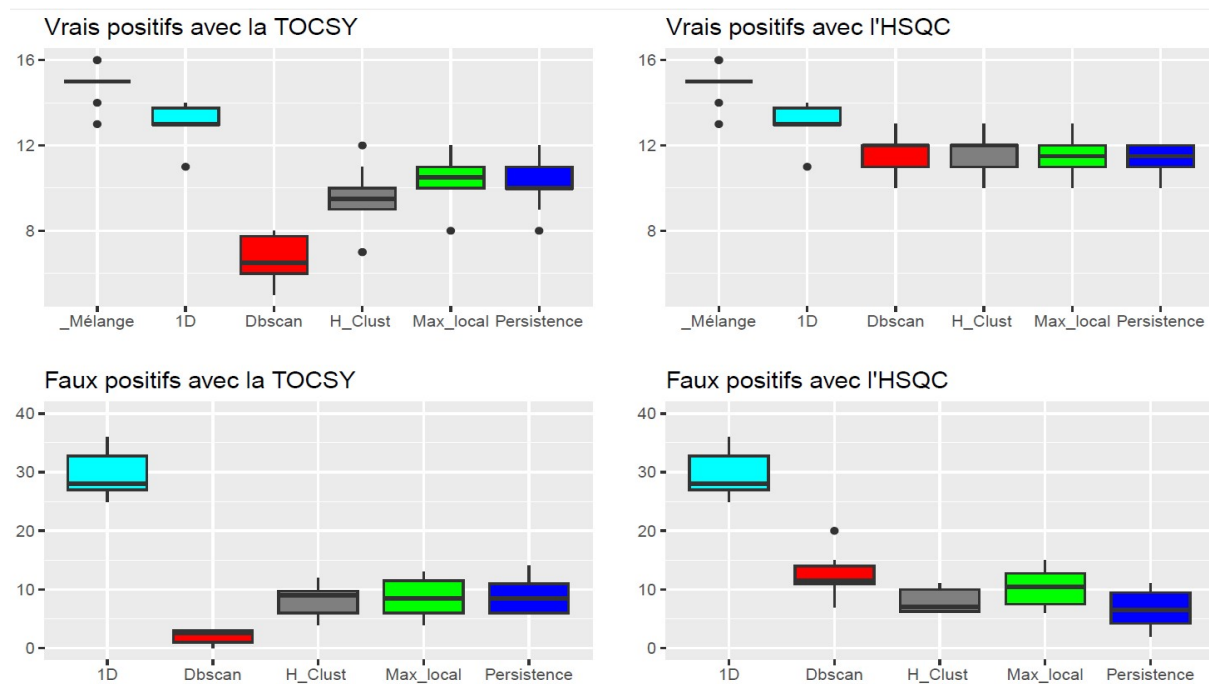 Vrais positifs avec la TOCSY
16
12
8
_Mélange 1D Dbscan H_Clust Max_local Persistence
Vrais positifs avec l'HSQC
16
12
8
_Mélange 1D Dbscan H_Clust Max_local Persistence
Faux positifs avec la TOCSY
40
30
20
10
0
1D Dbscan H_Clust Max_local Persistence
Faux positifs avec l'HSQC
40
30
20
10
0
1D Dbscan H_Clust Max_local Persistence